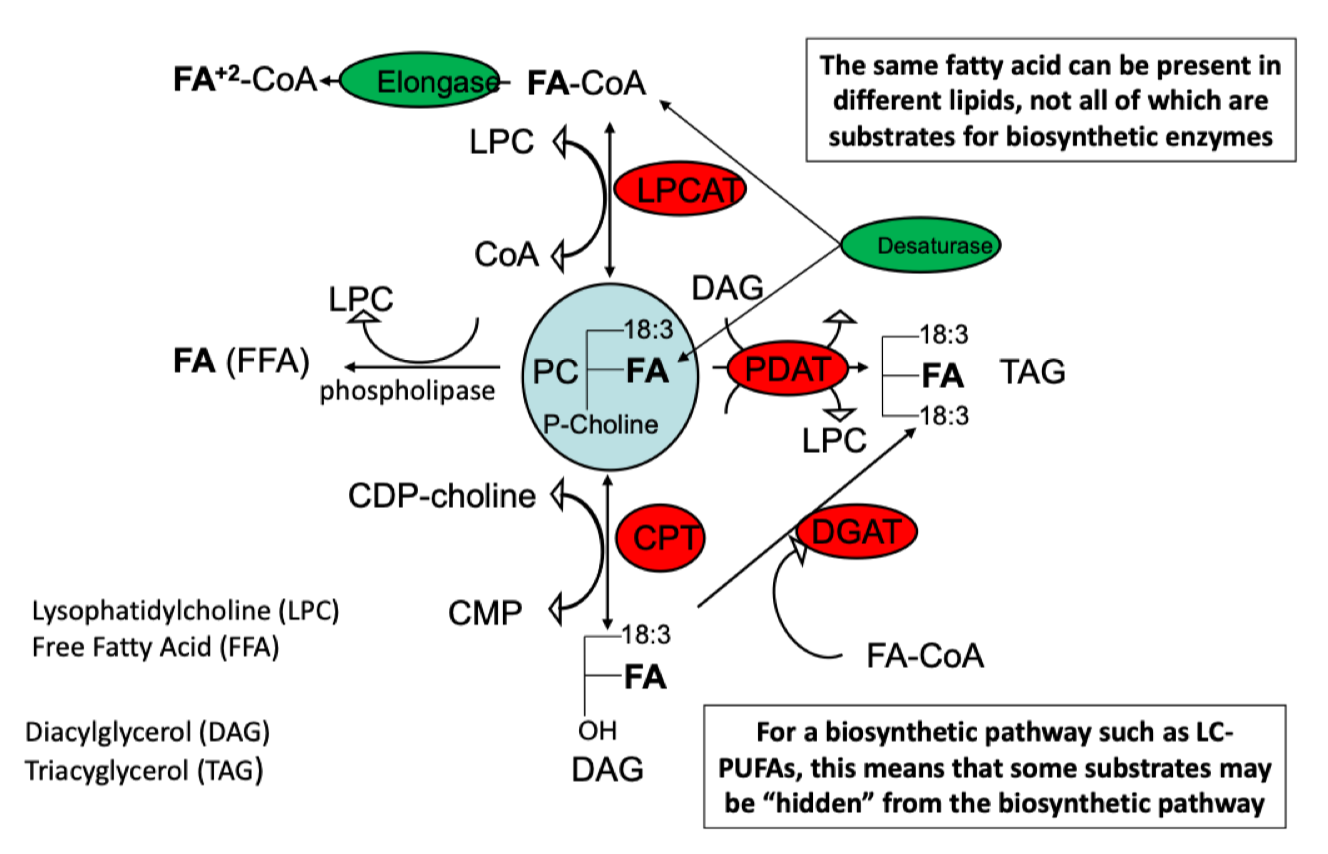 FA+2-CoA
Elongase
FA-CoA
The same fatty acid can be present in
different lipids, not all of which are
substrates for biosynthetic enzymes
LPC
LPCAT
CoA
Desaturase
DAG
LPC
18:3
18:3
FA (FFA)
PC
FA
PDAT
FA
TAG
phospholipase
18:3
P-Choline
LPC
CDP-choline
CPT
DGAT
Lysophatidylcholine (LPC)
CMP
18:3
Free Fatty Acid (FFA)
FA
FA-CoA
Diacylglycerol (DAG)
OH
Triacyglycerol (TAG)
DAG
For a biosynthetic pathway such as LC-
PUFAs, this means that some substrates may
be “hidden” from the biosynthetic pathway